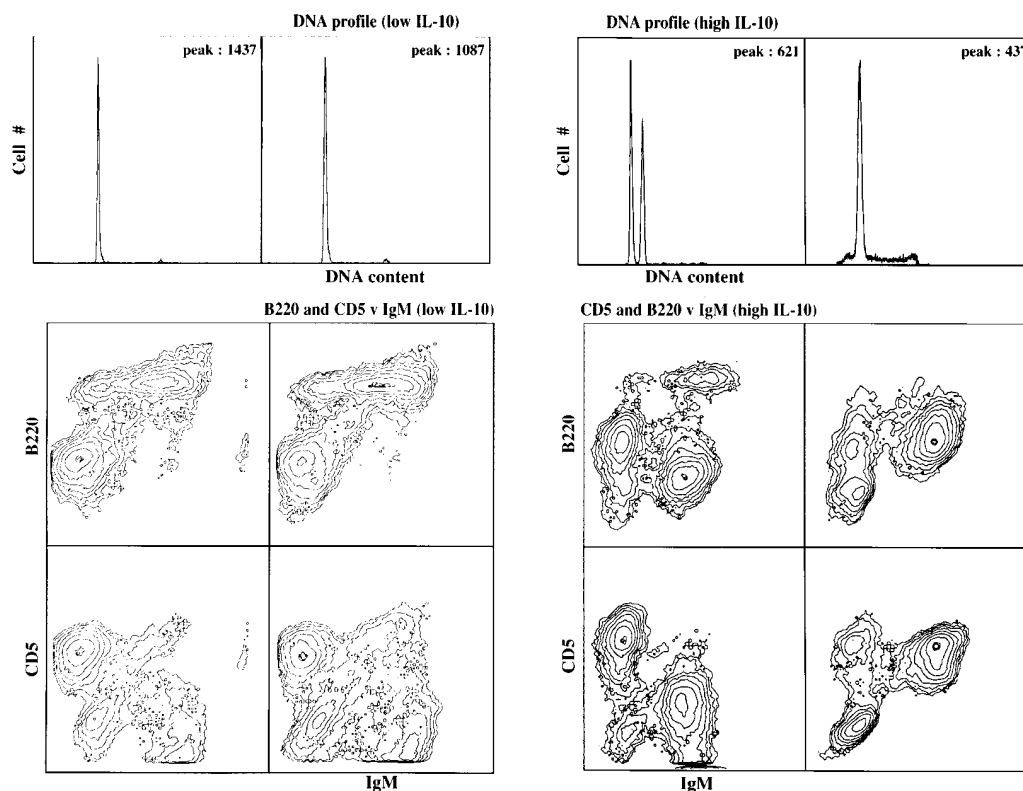 DNA profile (low IL-10)
DNA profile (high IL-10)
peak : 1437
peak : 1087
peak : 621
peak : 437
Cell #
Cell #
DNA content
DNA content
B220 and CD5 v IgM (low IL-10)
CD5 and B220 v IgM (high IL-10)
B220
B220
CD5
CD5
IgM
IgM